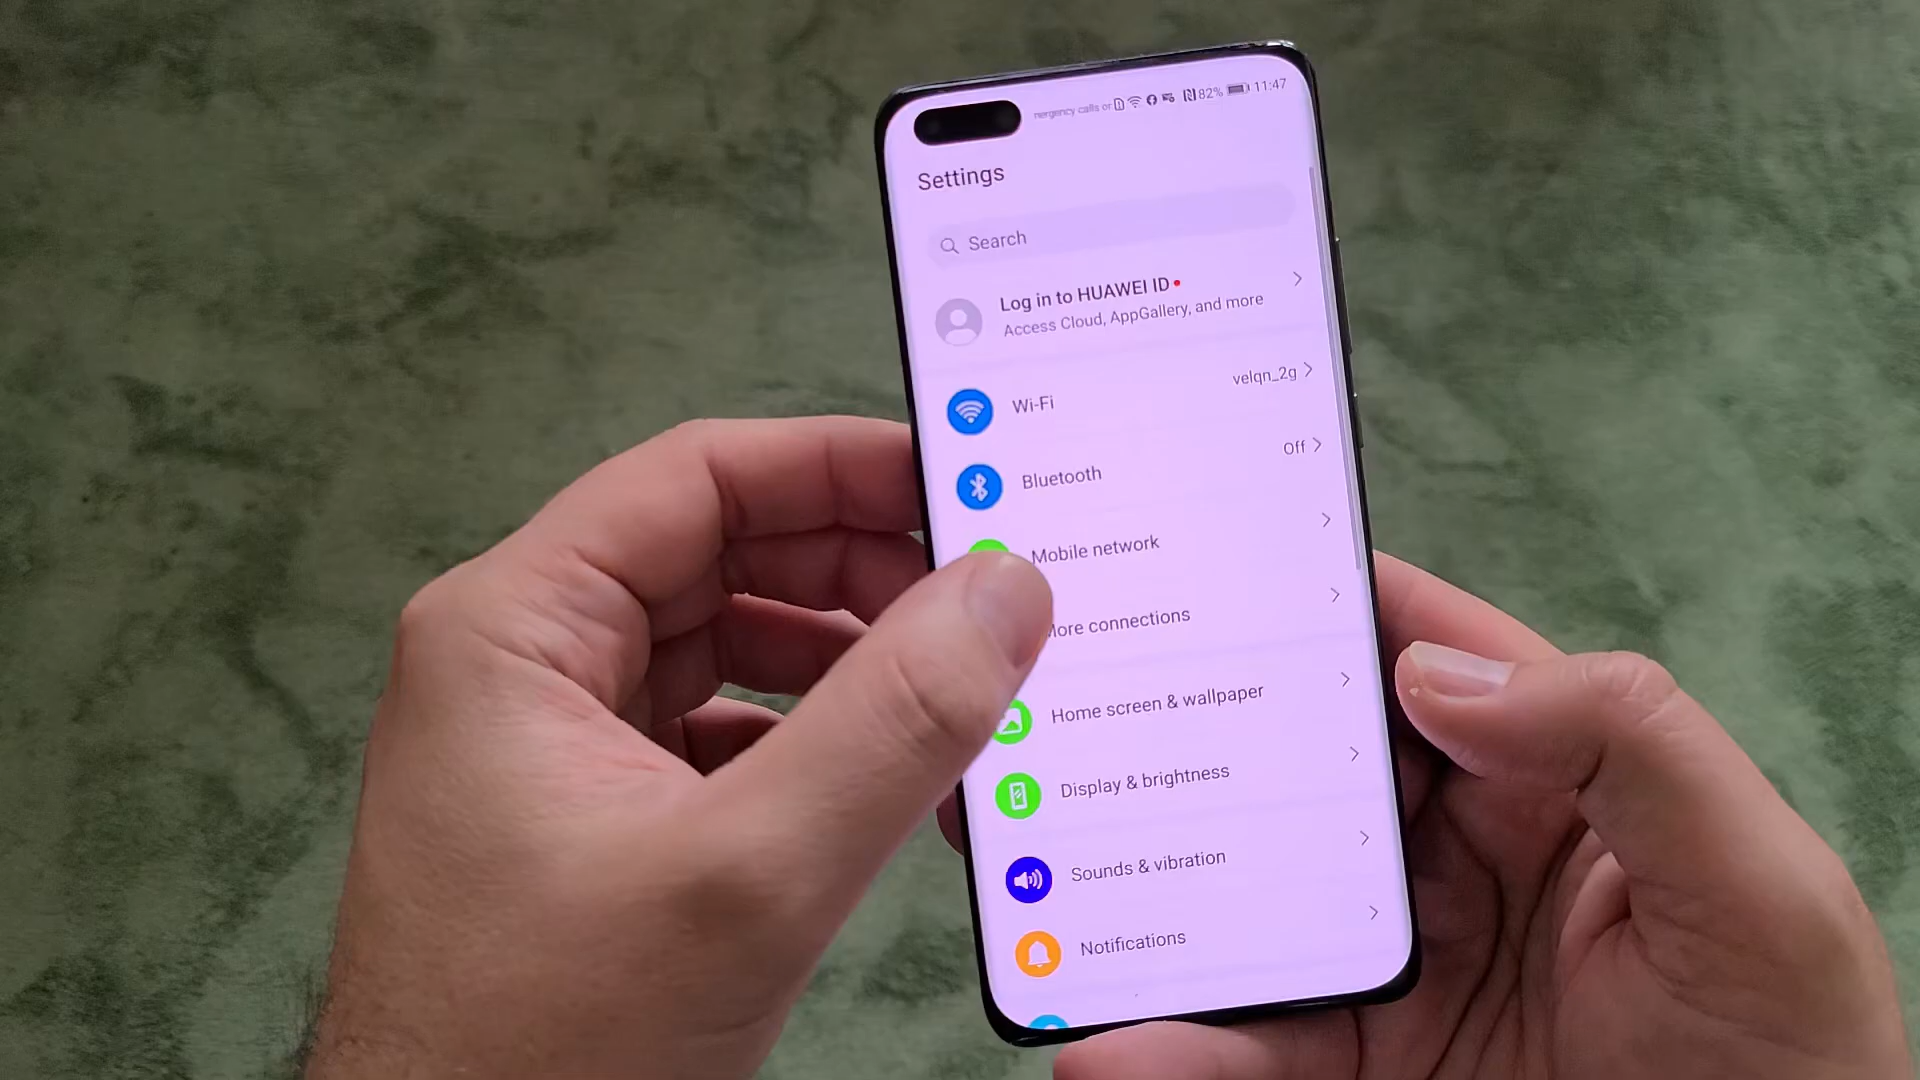 nergency calls or 82% 11:47
Settings
Search
Log in to HUAWEI ID
Access Cloud, AppGallery, and more
Wi-Fi velqn_2g
Bluetooth Off
Mobile network
More connections
Home screen & wallpaper
Display & brightness
Sounds & vibration
Notifications